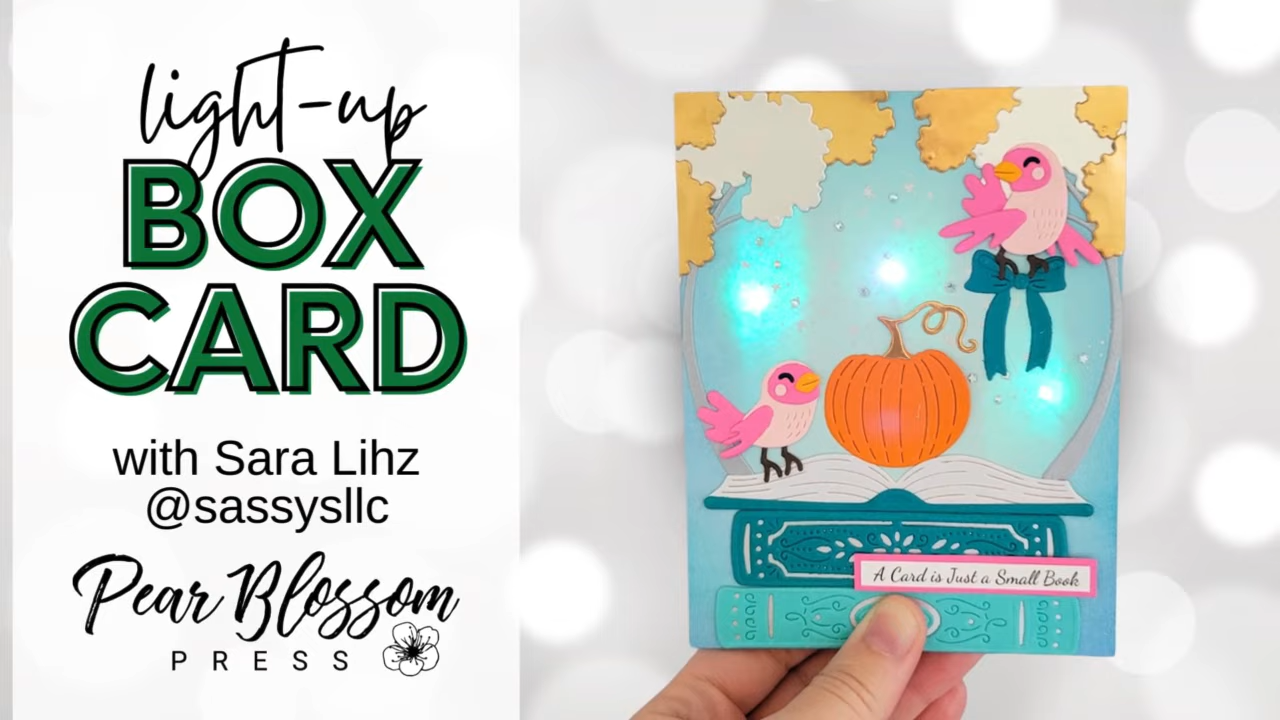 light-up
BOX
CARD
with Sara Lihz
@sassysllc
Pear Blossom
PRESS
A Card is Just a Small Book